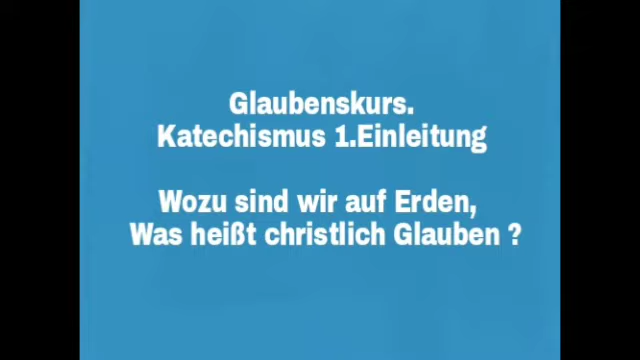 Glaubenskurs.
Katechismus 1.Einleitung
Wozu sind wir auf Erden,
Was heißt christlich Glauben ?